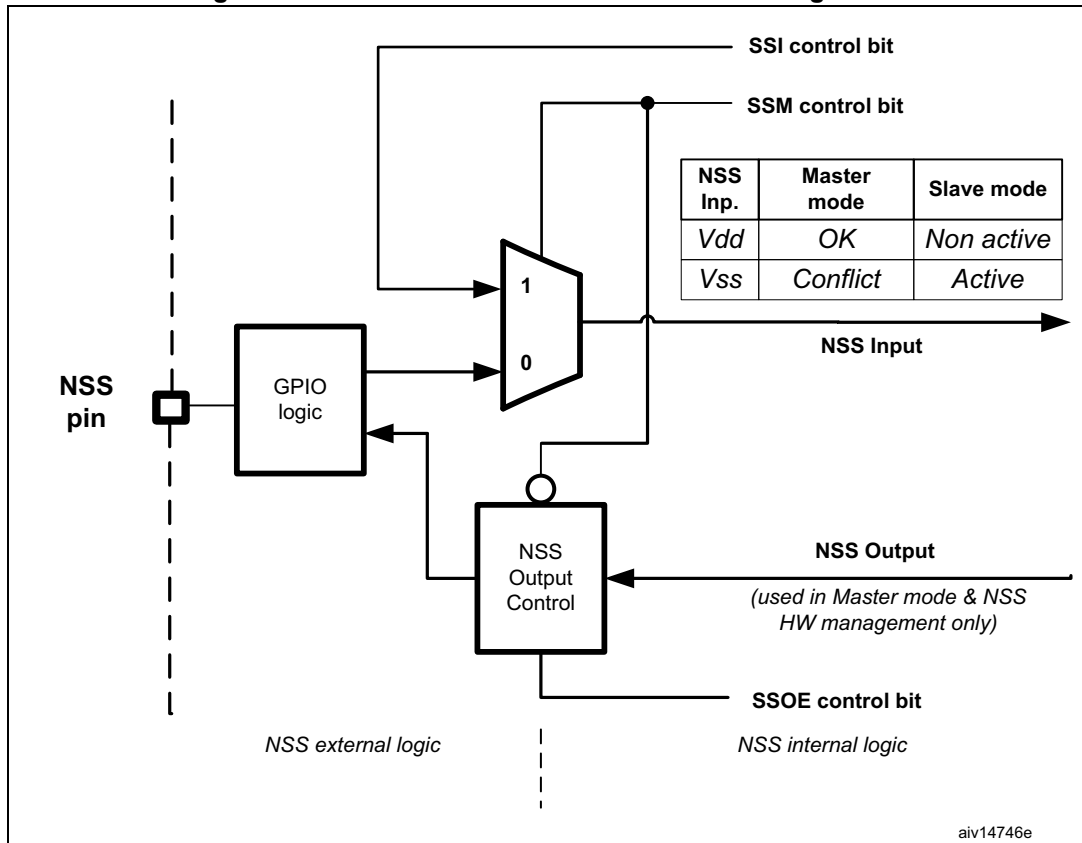 SSI control bit
SSM control bit
NSS Inp.
Master mode
Slave mode
Vdd
OK
Non active
Vss
Conflict
Active
1
0
NSS Input
NSS
pin
GPIO
logic
NSS
Output
Control
NSS Output
(used in Master mode & NSS
HW management only)
SSOE control bit
NSS external logic
NSS internal logic
aiv14746e